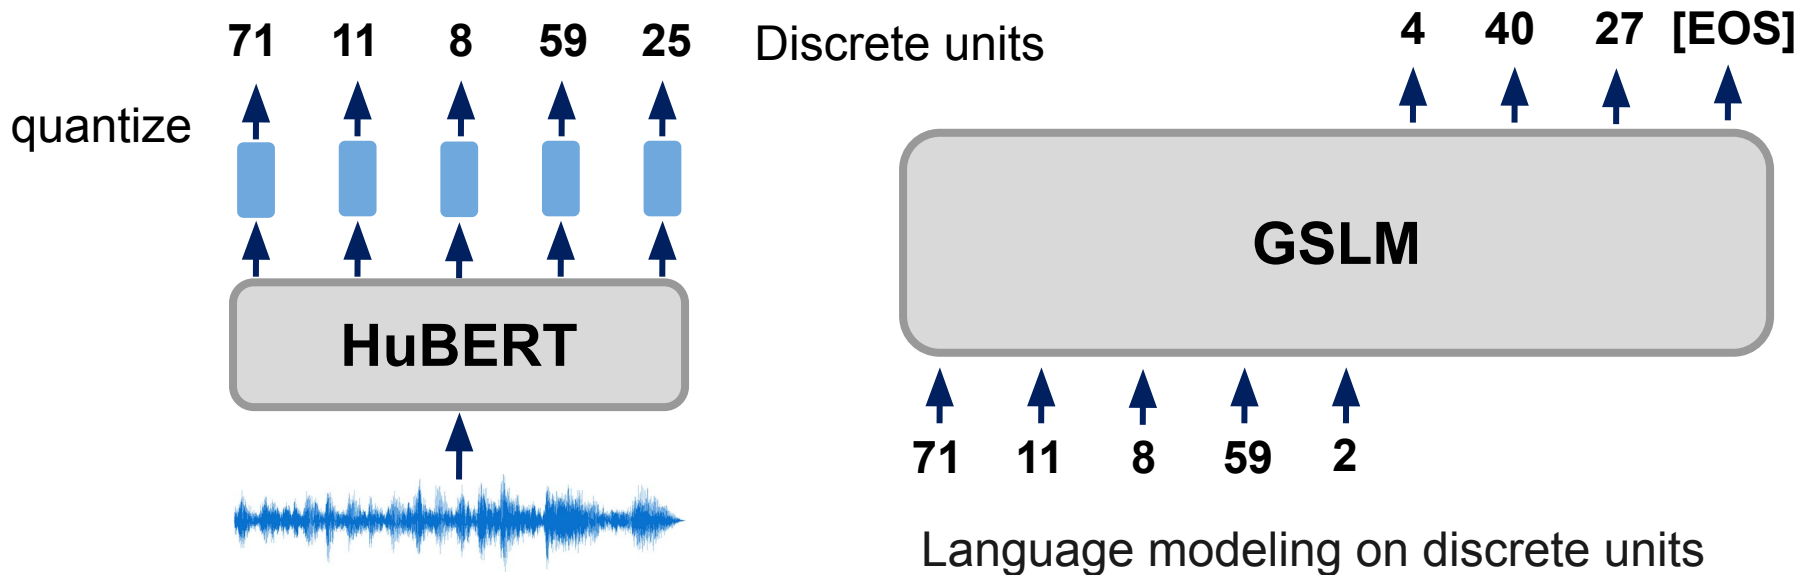 71 11 8 59 25 Discrete units
quantize
HuBERT
4 40 27 [EOS]
GSLM
71 11 8 59 2
Language modeling on discrete units